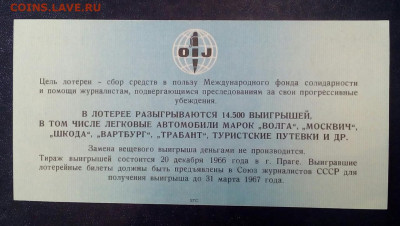 COINS.LAVE.RU
OIJ
Цель лотереи – сбор средств в пользу Международного фонда солидарности
и помощи журналистам, подвергающимся преследованиям за свои прогрессивные
убеждения.
В ЛОТЕРЕЕ РАЗЫГРЫВАЮТСЯ 14.500 ВЫИГРЫШЕЙ,
В ТОМ ЧИСЛЕ ЛЕГКОВЫЕ АВТОМОБИЛИ МАРОК „ВОЛГА“, „МОСКВИЧ“,
„ШКОДА“, „ВАРТБУРГ“, „ТРАБАНТ“, ТУРИСТСКИЕ ПУТЕВКИ И ДР.
Замена вещевого выигрыша деньгами не производится.
Тираж выигрышей состоится 20 декабря 1966 года в г. Праге. Выигравшие
лотерейные билеты должны быть предъявлены в Союз журналистов СССР для
получения выигрыша до 31 марта 1967 года.